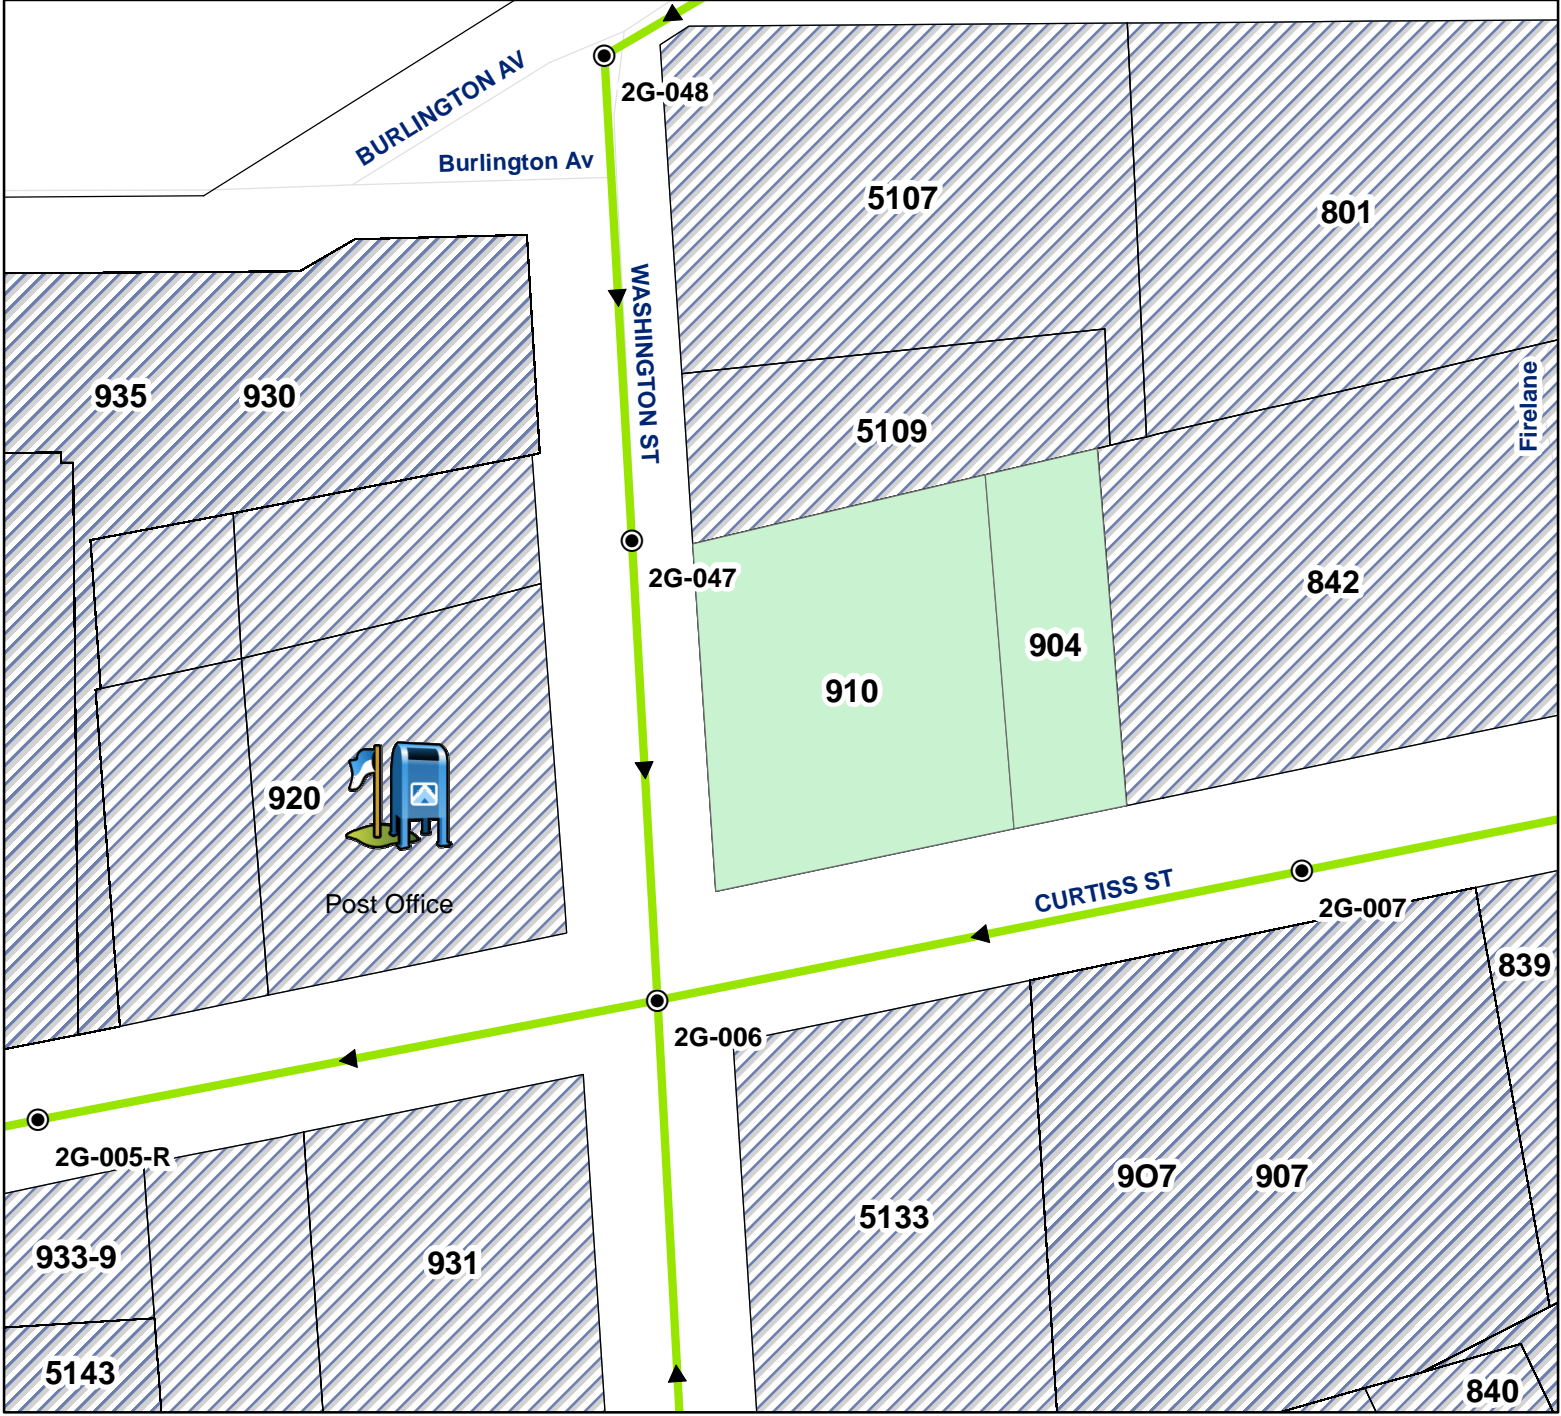 BURLINGTON AV
2G-048
Burlington Av
5107
801
WASHINGTON ST
935
930
5109
Firelane
2G-047
842
904
910
920
Post Office
CURTISS ST
2G-007
839
2G-006
2G-005-R
9O7
907
5133
933-9
931
5143
840